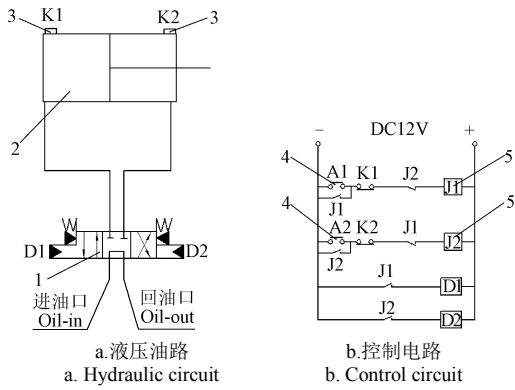 K1 K2
3 3
2
D1 D2
1
进油口 回油口
Oil-in Oil-out
a.液压油路
a. Hydraulic circuit
− DC12V +
4 A1 K1 J2 J1 5
J1
4 A2 K2 J1 J2 5
J2
J1 D1
J2 D2
b.控制电路
b. Control circuit